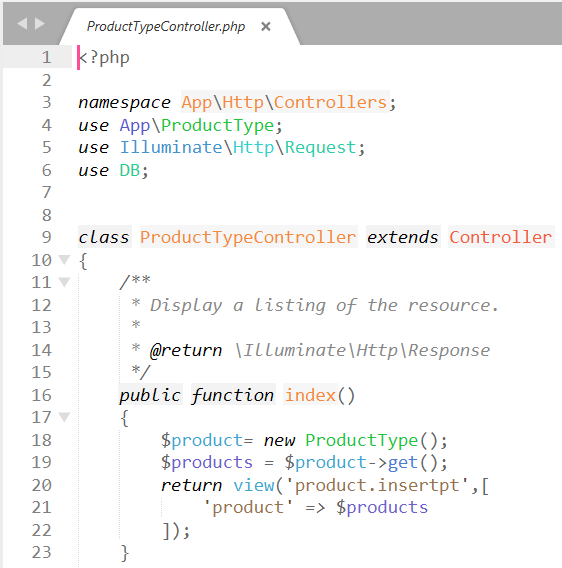 ProductTypeController.php ×
1 <?php
2
3 namespace App\Http\Controllers;
4 use App\ProductType;
5 use Illuminate\Http\Request;
6 use DB;
7
8
9 class ProductTypeController extends Controller
10 {
11     /**
12      * Display a listing of the resource.
13      *
14      * @return \Illuminate\Http\Response
15      */
16     public function index()
17     {
18         $product= new ProductType();
19         $products = $product->get();
20         return view('product.insertpt',[
21             'product' => $products
22         ]);
23     }